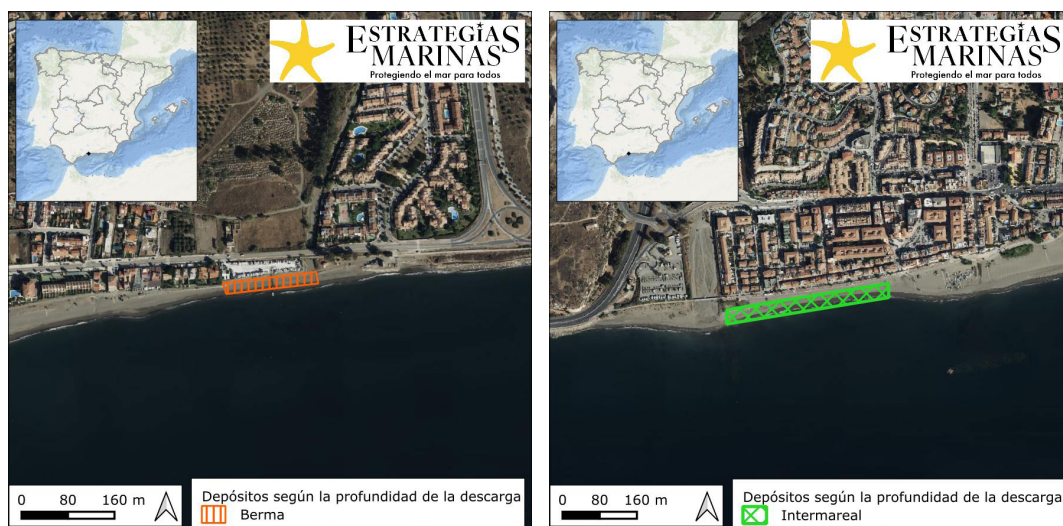 ESTRATEGIAS
MARINAS
Protegiendo el mar para todos
0 80 160 m
Depósitos según la profundidad de la descarga
Berma
ESTRATEGIAS
MARINAS
Protegiendo el mar para todos
0 80 160 m
Depósitos según la profundidad de la descarga
Intermareal